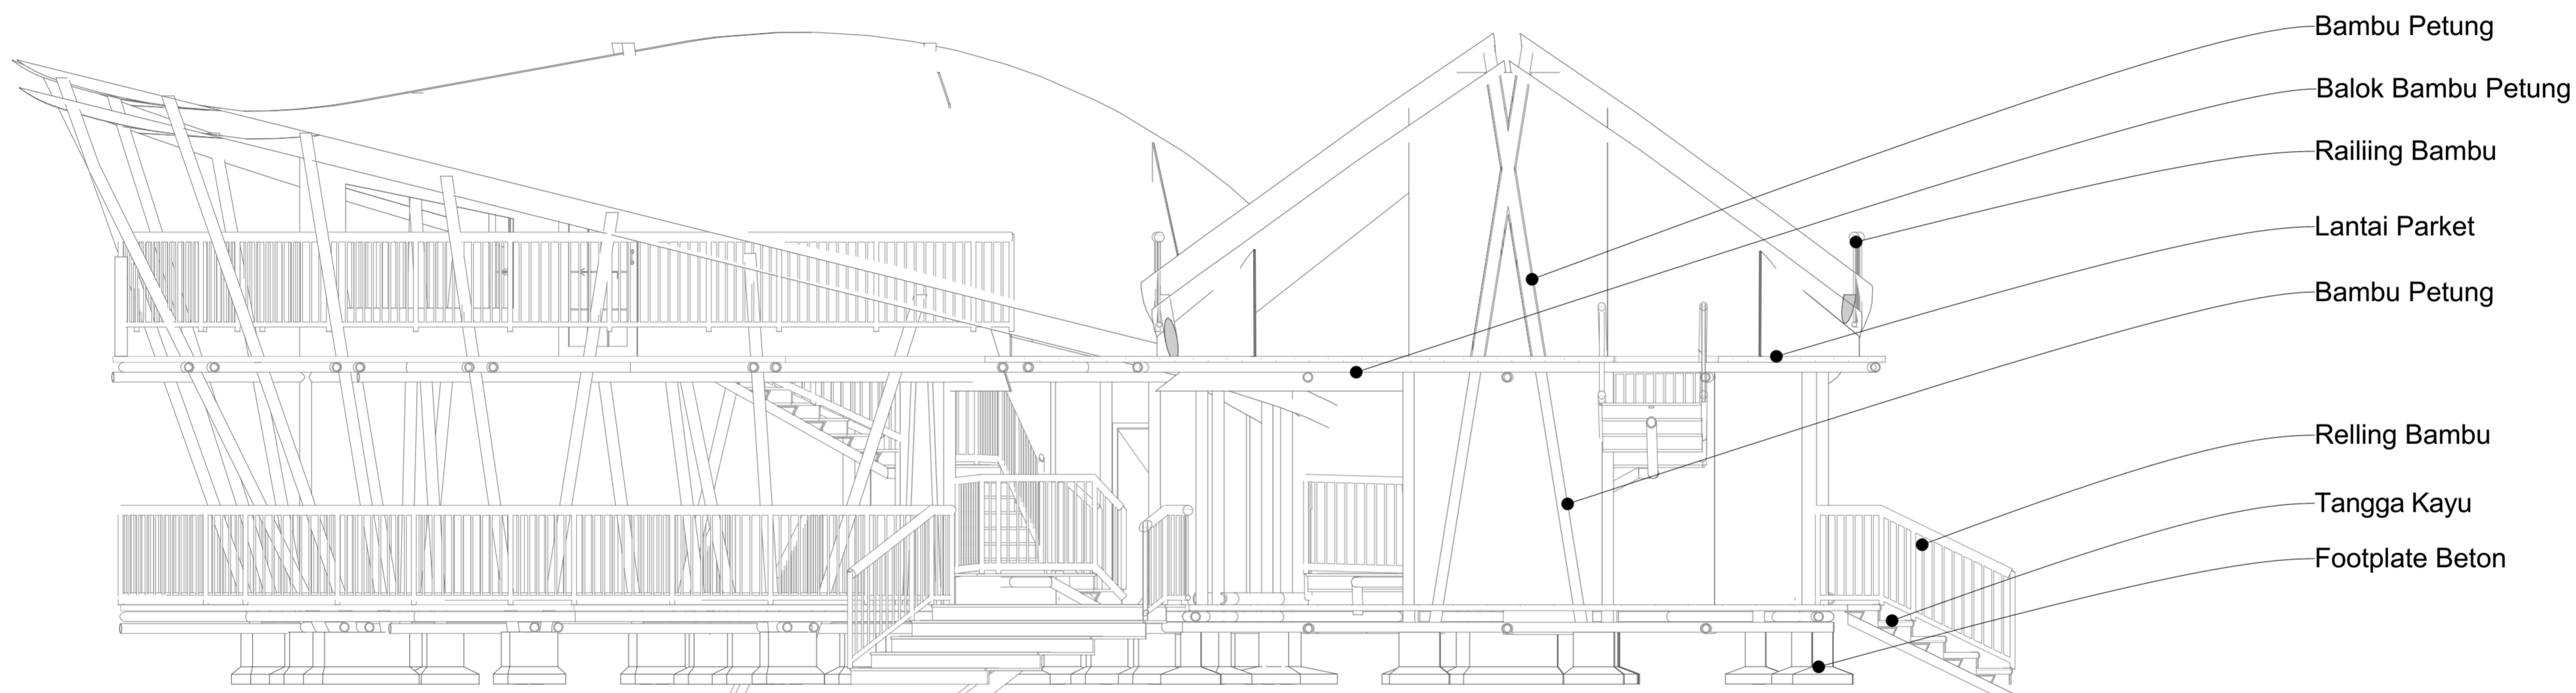 Bambu Petung
Balok Bambu Petung
Railiing Bambu
Lantai Parket
Bambu Petung
Relling Bambu
Tangga Kayu
Footplate Beton